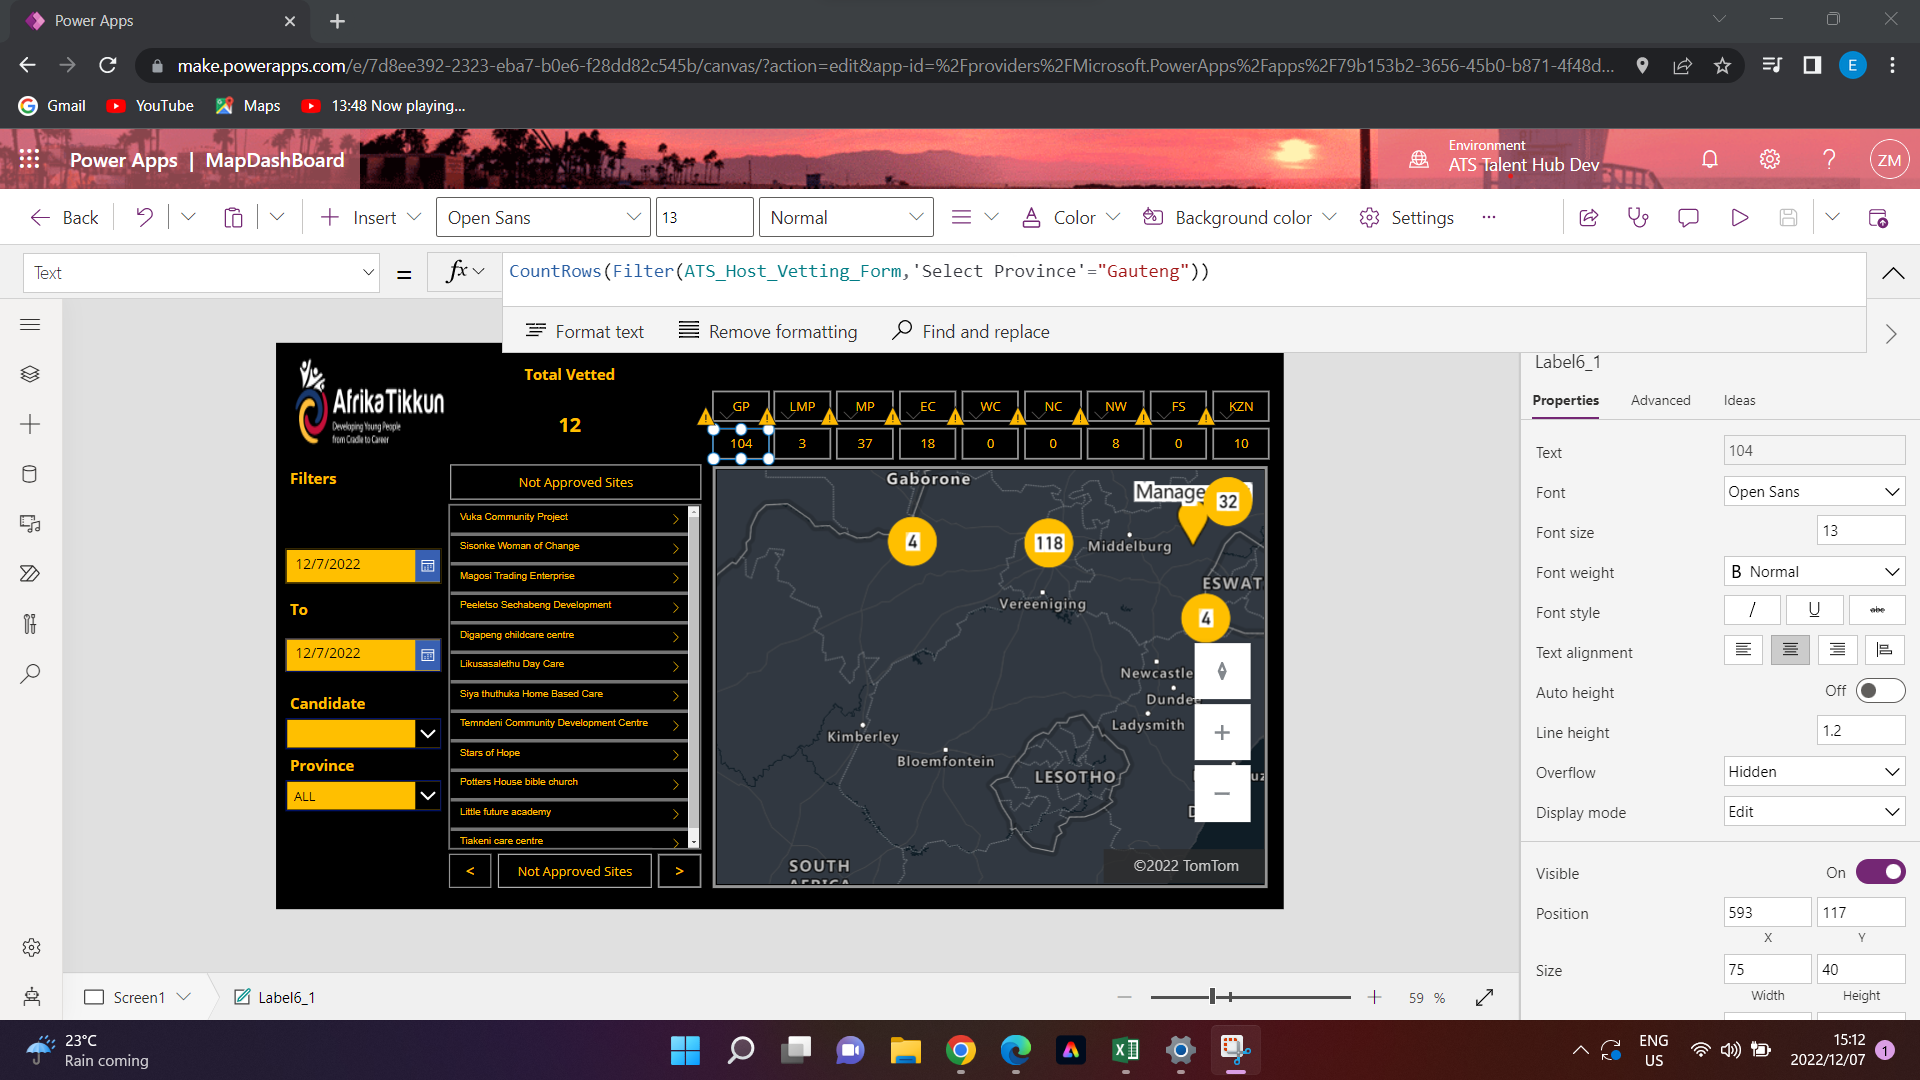 Power Apps
make.powerapps.com/e/7d8ee392-2323-eba7-b0e6-f28dd82c545b/canvas/?action=edit&app-id=%2Fproviders%2FMicrosoft.PowerApps%2Fapps%2F79b153b2-3656-45b0-b871-4f48d...
E
Gmail
YouTube
Maps
13:48 Now playing...
Power Apps | MapDashBoard
Environment
ATS Talent Hub Dev
ZM
Back
Insert
Open Sans
13
Normal
Color
Background color
Settings
Text
=
fx
CountRows(Filter(ATS_Host_Vetting_Form,'Select Province'="Gauteng"))
Format text
Remove formatting
Find and replace
AfrikaTikkun
Developing Young People
from Cradle to Career
Total Vetted
12
GP LMP MP EC WC NC NW FS KZN
104 3 37 18 0 0 8 0 10
Filters
12/7/2022
To
12/7/2022
Candidate
Province
ALL
Not Approved Sites
Vuka Community Project
Sisonke Woman of Change
Magosi Trading Enterprise
Peeletso Sechabeng Development
Digapeng childcare centre
Likusasalethu Day Care
Siya thuthuka Home Based Care
Temndeni Community Development Centre
Stars of Hope
Potters House bible church
Little future academy
Tiakeni care centre
< Not Approved Sites >
Gaborone
Manage
32
4
118
Middelburg
ESWAT
Vereeniging
4
Newcastle
Dunde
Ladysmith
Kimberley
Bloemfontein
LESOTHO
SOUTH
AFRICA
©2022 TomTom
Label6_1
Properties
Advanced
Ideas
Text 104
Font Open Sans
Font size 13
Font weight B Normal
Font style / U abc
Text alignment
Auto height Off
Line height 1.2
Overflow Hidden
Display mode Edit
Visible On
Position 593 117
X Y
Size 75 40
Width Height
Screen1
Label6_1
59 %
23°C
Rain coming
ENG
US
15:12
2022/12/07
1